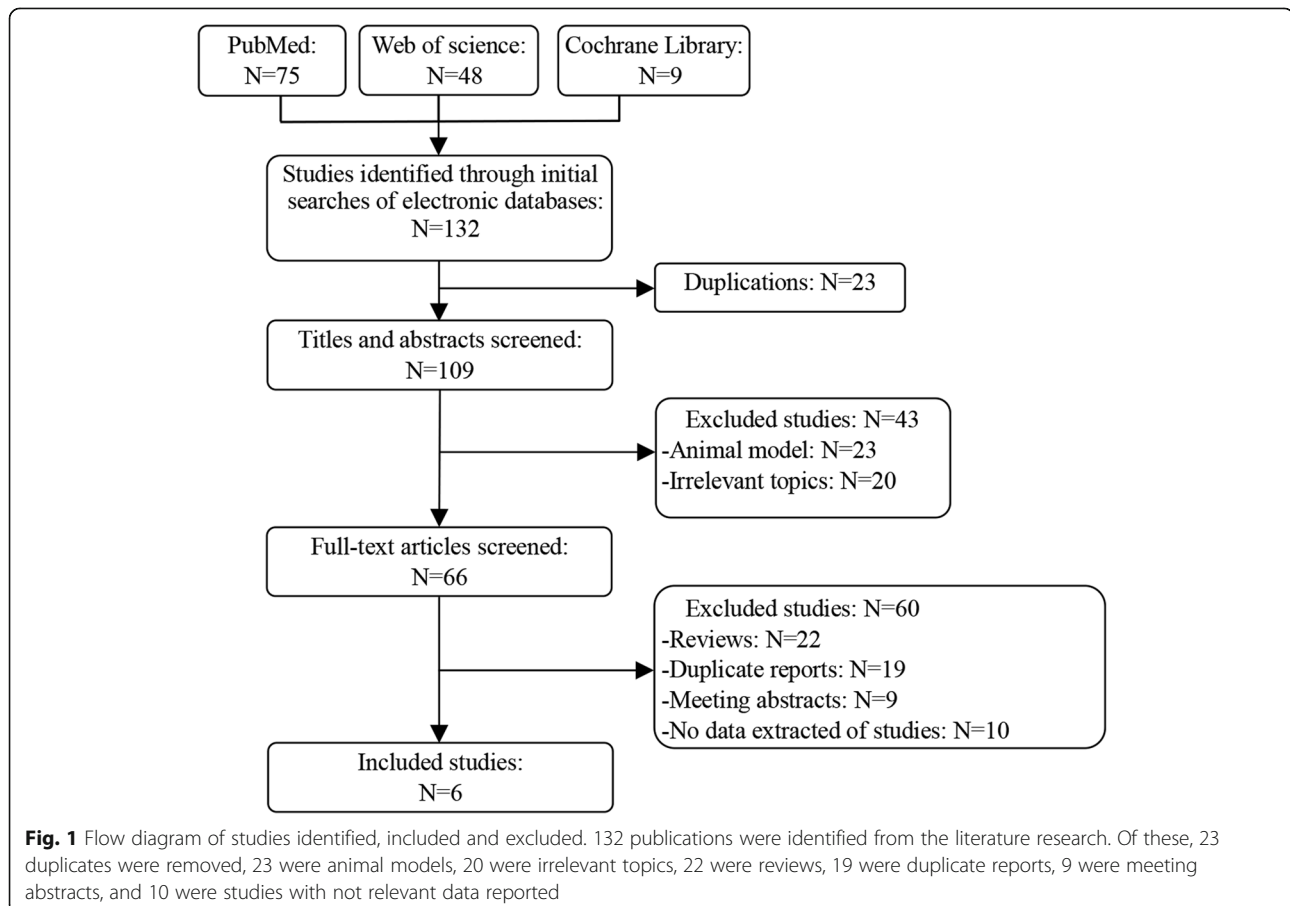 PubMed:
N=75
Web of science:
N=48
Cochrane Library:
N=9
Studies identified through initial
searches of electronic databases:
N=132
Duplications: N=23
Titles and abstracts screened:
N=109
Excluded studies: N=43
-Animal model: N=23
-Irrelevant topics: N=20
Full-text articles screened:
N=66
Excluded studies: N=60
-Reviews: N=22
-Duplicate reports: N=19
-Meeting abstracts: N=9
-No data extracted of studies: N=10
Included studies:
N=6
Fig. 1 Flow diagram of studies identified, included and excluded. 132 publications were identified from the literature research. Of these, 23
duplicates were removed, 23 were animal models, 20 were irrelevant topics, 22 were reviews, 19 were duplicate reports, 9 were meeting
abstracts, and 10 were studies with not relevant data reported